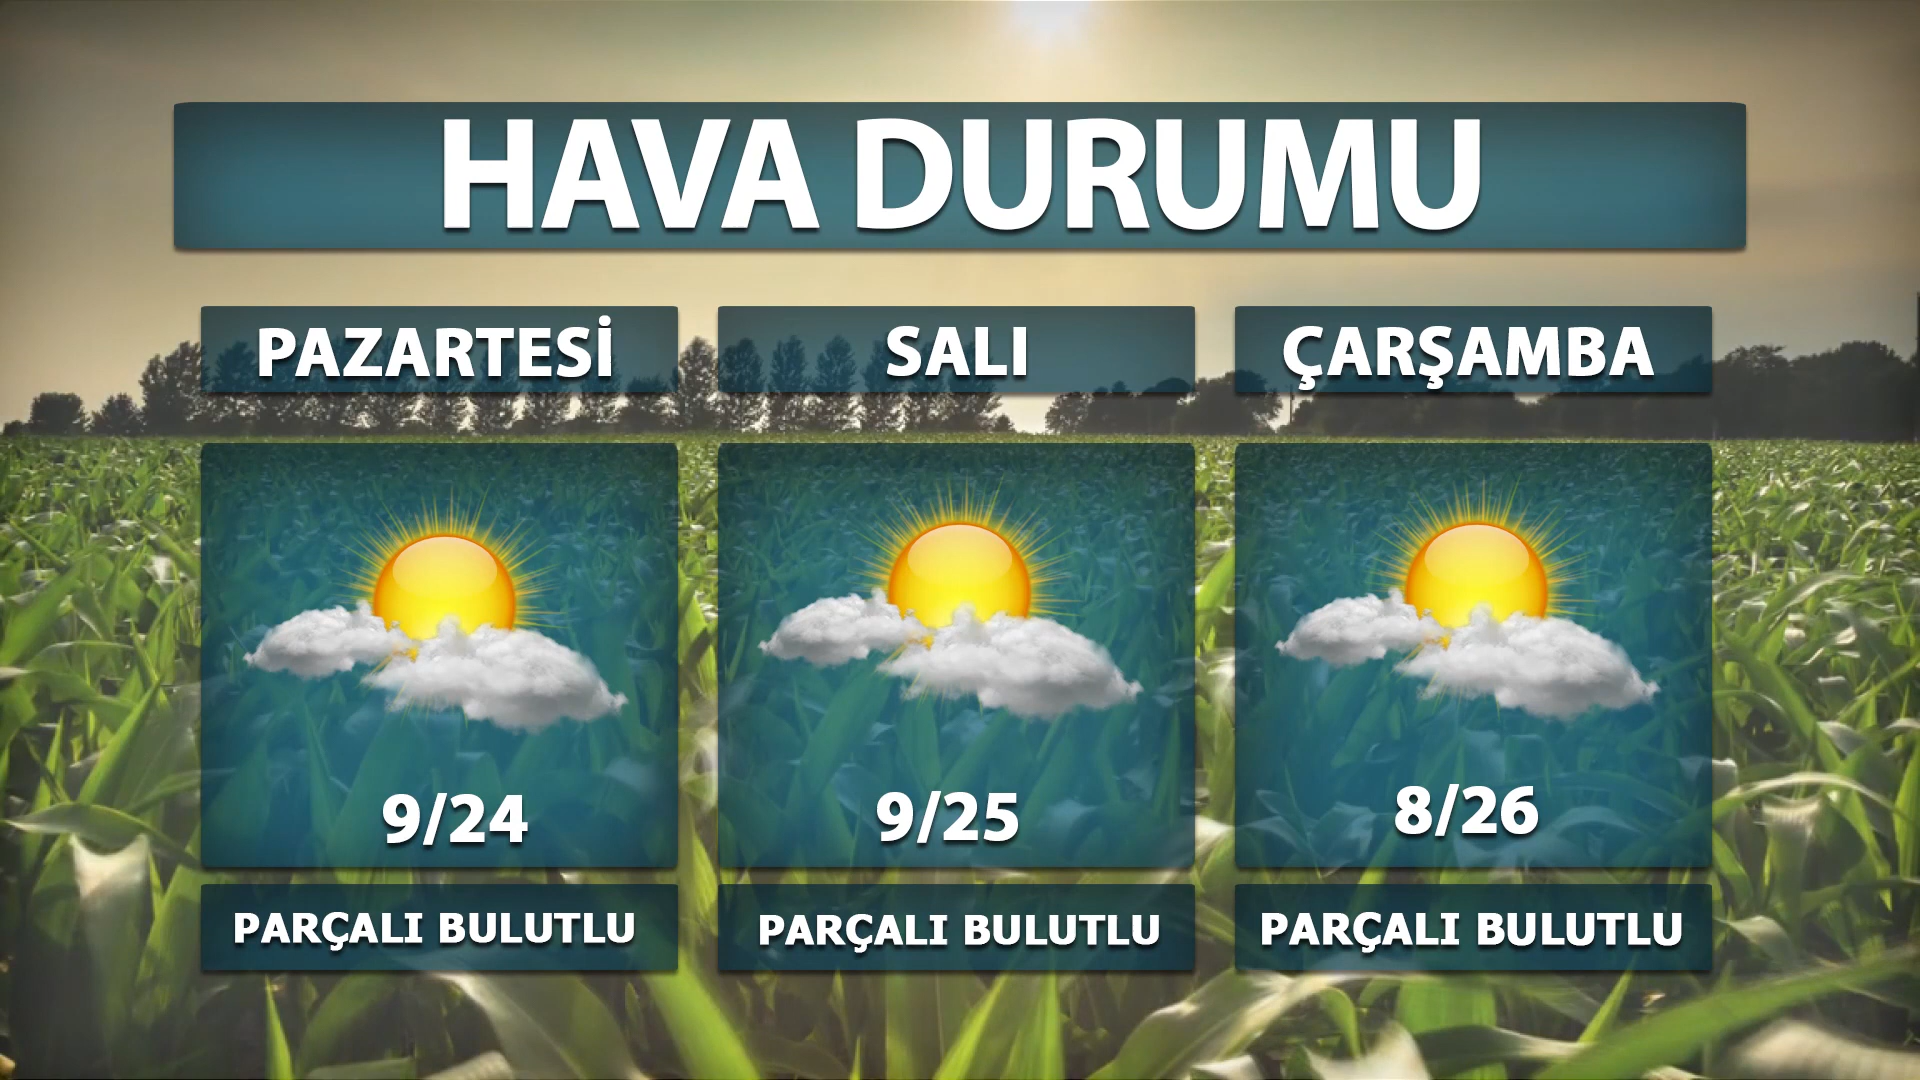 HAVA DURUMU
PAZARTESİ
SALI
ÇARŞAMBA
9/24
9/25
8/26
PARÇALI BULUTLU
PARÇALI BULUTLU
PARÇALI BULUTLU